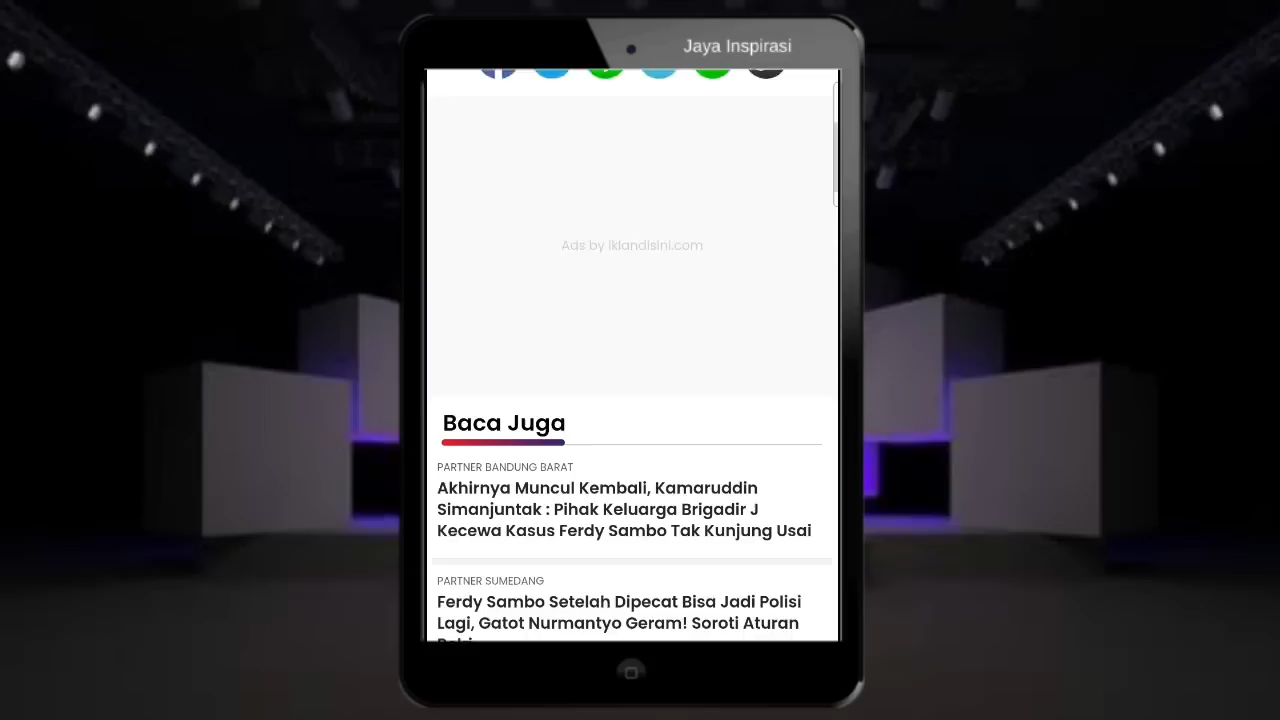 Jaya Inspirasi
Ads by iklandisini.com
Baca Juga
PARTNER BANDUNG BARAT
Akhirnya Muncul Kembali, Kamaruddin
Simanjuntak : Pihak Keluarga Brigadir J
Kecewa Kasus Ferdy Sambo Tak Kunjung Usai
PARTNER SUMEDANG
Ferdy Sambo Setelah Dipecat Bisa Jadi Polisi
Lagi, Gatot Nurmantyo Geram! Soroti Aturan